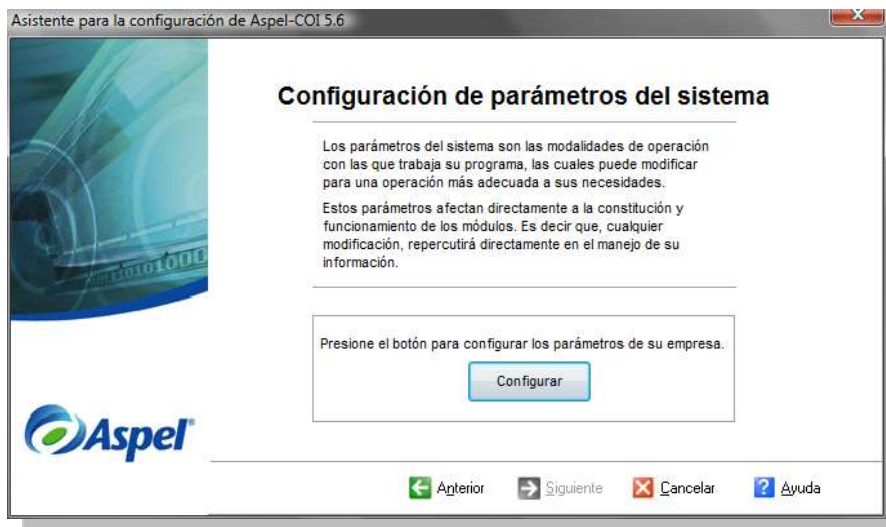 Asistente para la configuración de Aspel-COI 5.6
Configuración de parámetros del sistema
Los parámetros del sistema son las modalidades de operación
con las que trabaja su programa, las cuales puede modificar
para una operación más adecuada a sus necesidades.
Estos parámetros afectan directamente a la constitución y
funcionamiento de los módulos. Es decir que, cualquier
modificación, repercutirá directamente en el manejo de su
información.
Presione el botón para configurar los parámetros de su empresa.
Configurar
Aspel
Anterior Siguiente Cancelar Ayuda